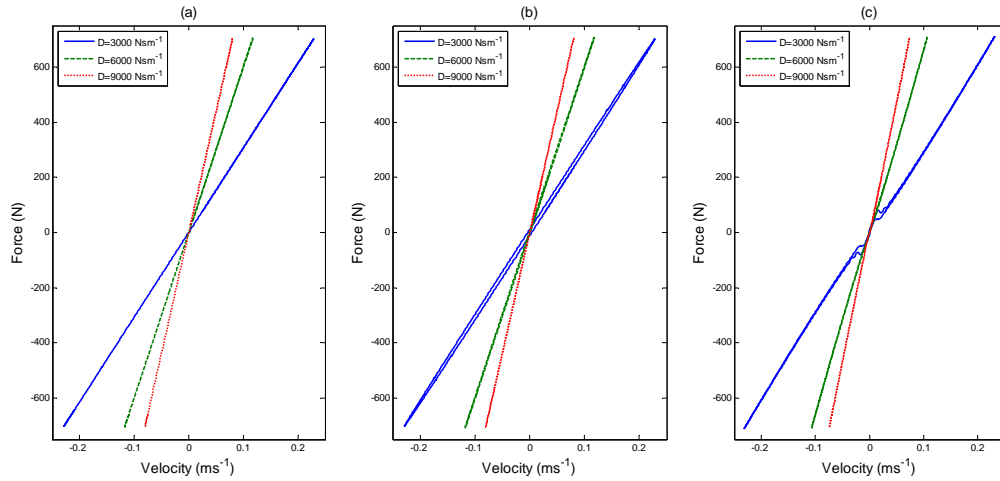 (a)
D=3000 Nsm-1
D=6000 Nsm-1
D=9000 Nsm-1
600
400
200
0
-200
-400
-600
Force (N)
-0.2
-0.1
0
0.1
0.2
Velocity (ms-1)
(b)
D=3000 Nsm-1
D=6000 Nsm-1
D=9000 Nsm-1
600
400
200
0
-200
-400
-600
Force (N)
-0.2
-0.1
0
0.1
0.2
Velocity (ms-1)
(c)
D=3000 Nsm-1
D=6000 Nsm-1
D=9000 Nsm-1
600
400
200
0
-200
-400
-600
Force (N)
-0.2
-0.1
0
0.1
0.2
Velocity (ms-1)